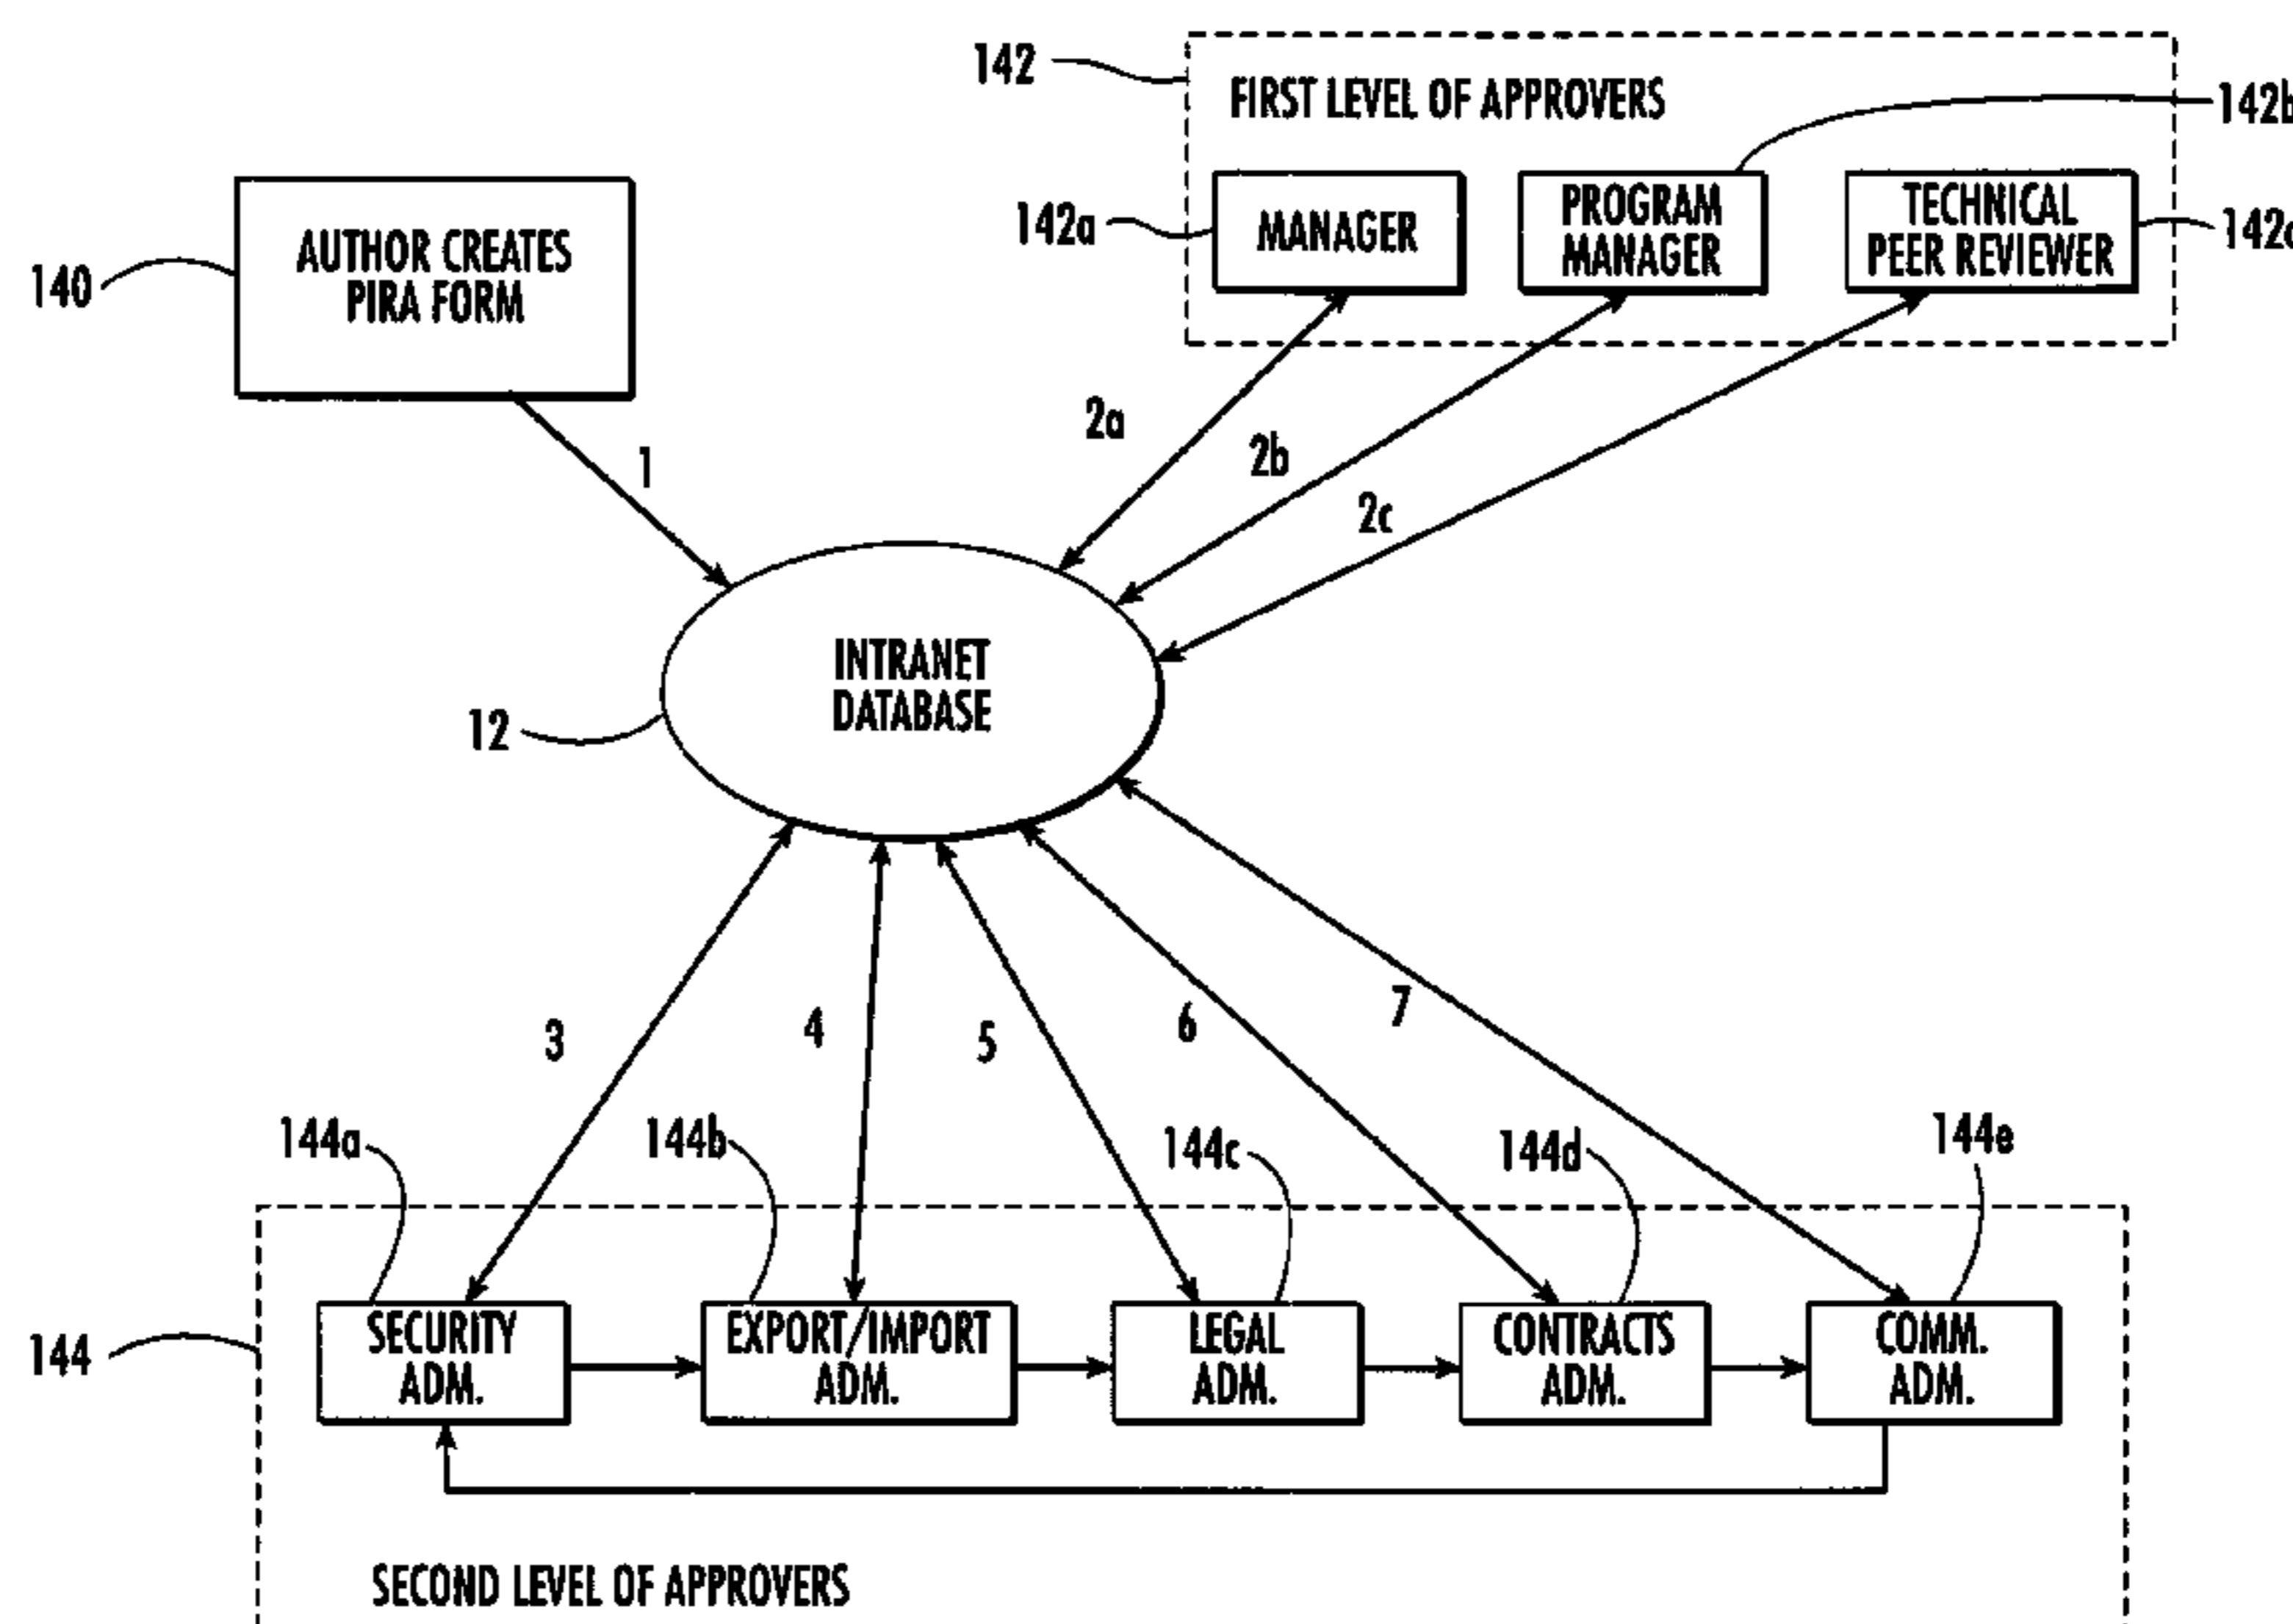 142
FIRST LEVEL OF APPROVERS
142b
140
AUTHOR CREATES
PIRA FORM
142a
MANAGER
PROGRAM
MANAGER
TECHNICAL
PEER REVIEWER
1
2a
2b
2c
12
INTRANET
DATABASE
3
4
5
6
7
144a
144b
144c
144d
144e
144
SECURITY
ADM.
EXPORT/IMPORT
ADM.
LEGAL
ADM.
CONTRACTS
ADM.
COMM.
ADM.
SECOND LEVEL OF APPROVERS